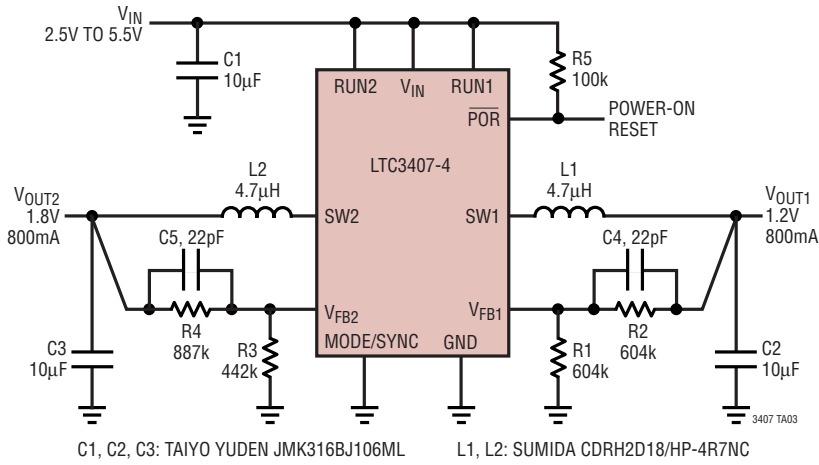 VIN
2.5V TO 5.5V
C1
10μF
R5
100k
RUN2
VIN
RUN1
POR
POWER-ON
RESET
LTC3407-4
L2
4.7μH
L1
4.7μH
VOUT2
1.8V
800mA
SW2
SW1
VOUT1
1.2V
800mA
C5, 22pF
C4, 22pF
VFB2
VFB1
R4
887k
R2
604k
MODE/SYNC
GND
C3
10μF
R3
442k
R1
604k
C2
10μF
3407 TA03
C1, C2, C3: TAIYO YUDEN JMK316BJ106ML
L1, L2: SUMIDA CDRH2D18/HP-4R7NC